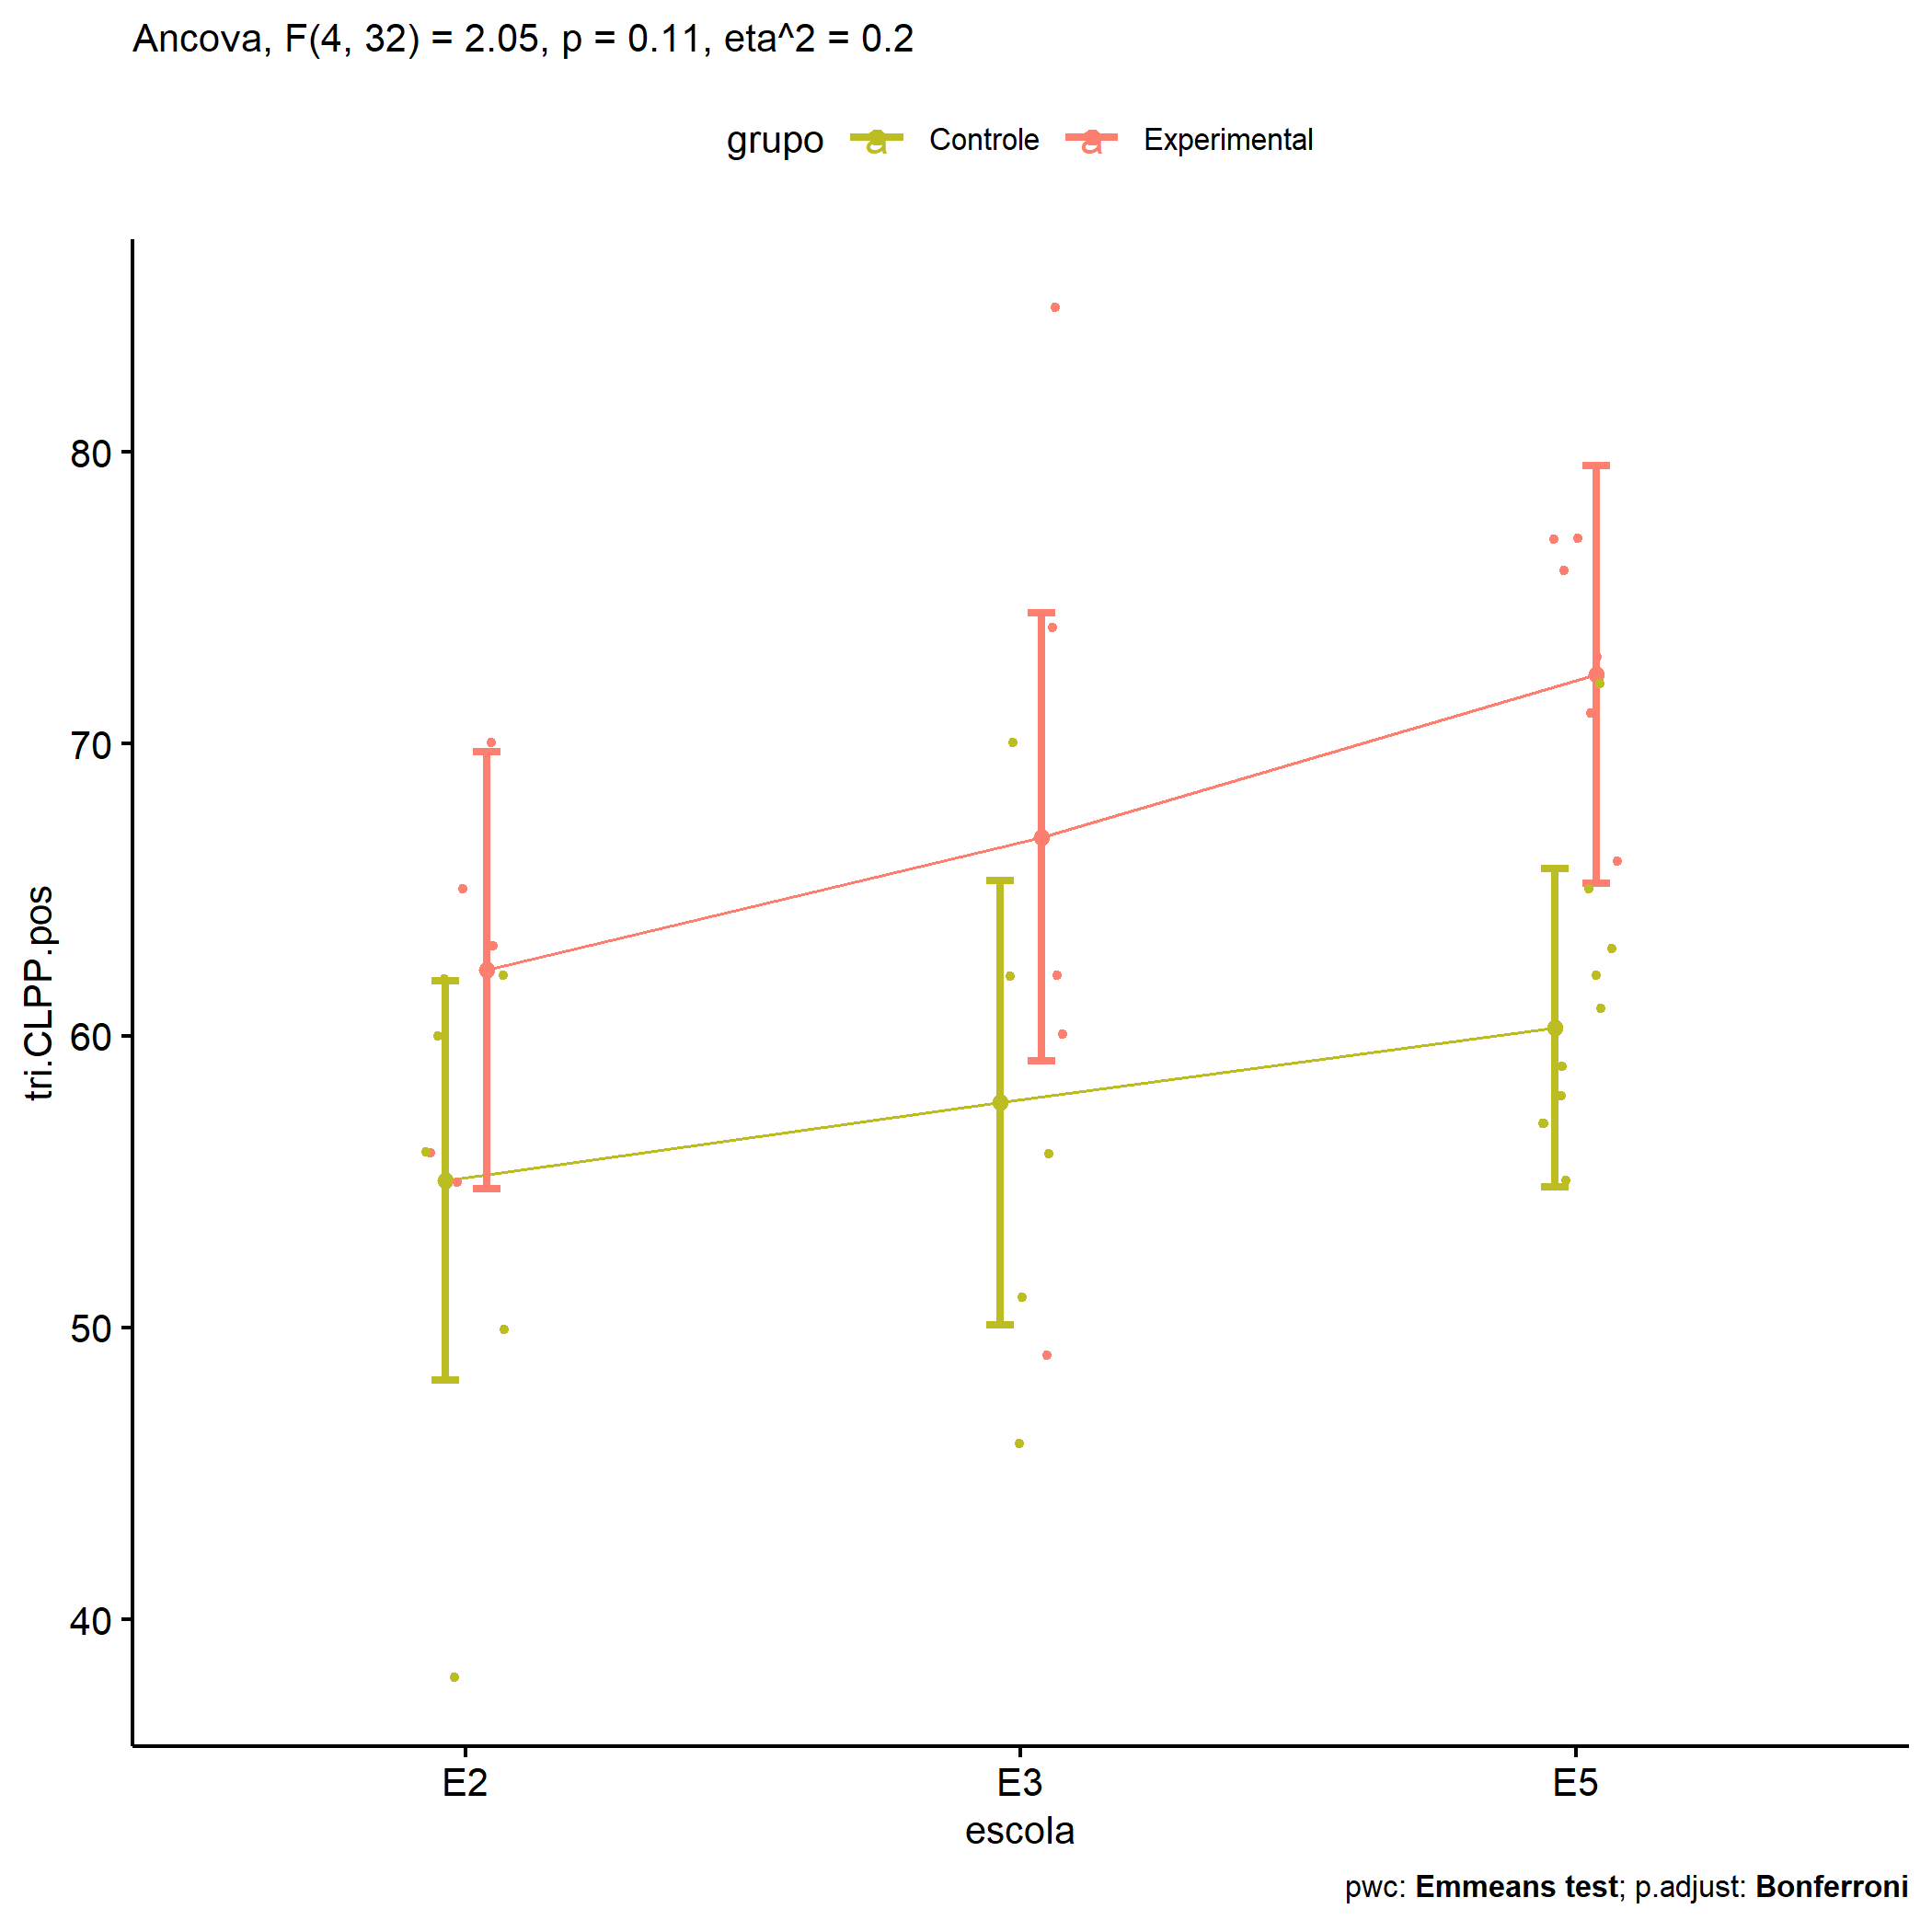 Ancova, F(4, 32) = 2.05, p = 0.11, eta^2 = 0.2
grupo a Controle a Experimental
80
70
60
50
40
tri.CLPP.pos
E2 E3 E5
escola
pwc: Emmeans test; p.adjust: Bonferroni